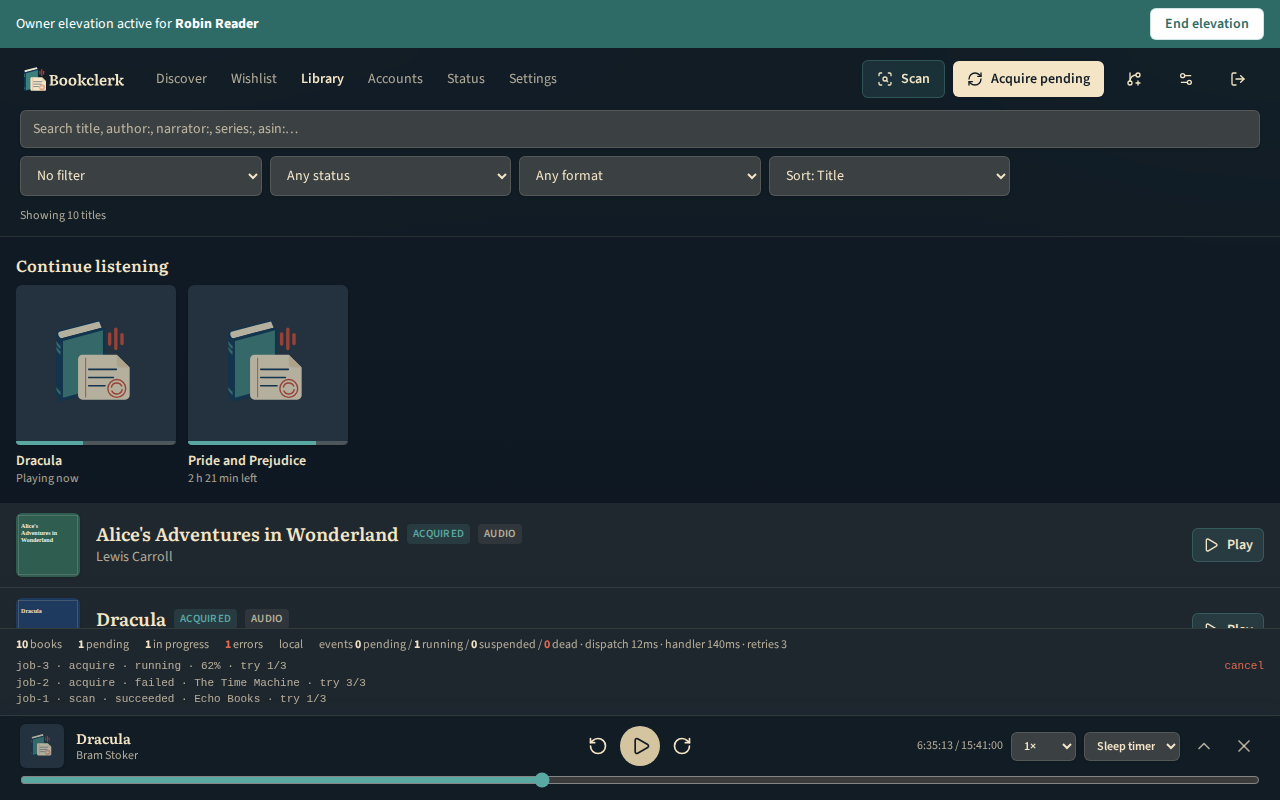 Owner elevation active for Robin Reader
End elevation
Bookclerk
Discover
Wishlist
Library
Accounts
Status
Settings
Scan
Acquire pending
Search title, author:, narrator:, series:, asin:…
No filter
Any status
Any format
Sort: Title
Showing 10 titles
Continue listening
Dracula
Playing now
Pride and Prejudice
2 h 21 min left
Alice's
Adventures in
Wonderland
Alice's Adventures in Wonderland
ACQUIRED
AUDIO
Lewis Carroll
Play
Dracula
Dracula
ACQUIRED
AUDIO
Play
10 books 1 pending 1 in progress 1 errors local events 0 pending / 1 running / 0 suspended / 0 dead · dispatch 12ms · handler 140ms · retries 3
job-3 · acquire · running · 62% · try 1/3
cancel
job-2 · acquire · failed · The Time Machine · try 3/3
job-1 · scan · succeeded · Echo Books · try 1/3
Dracula
Bram Stoker
6:35:13 / 15:41:00
1×
Sleep timer